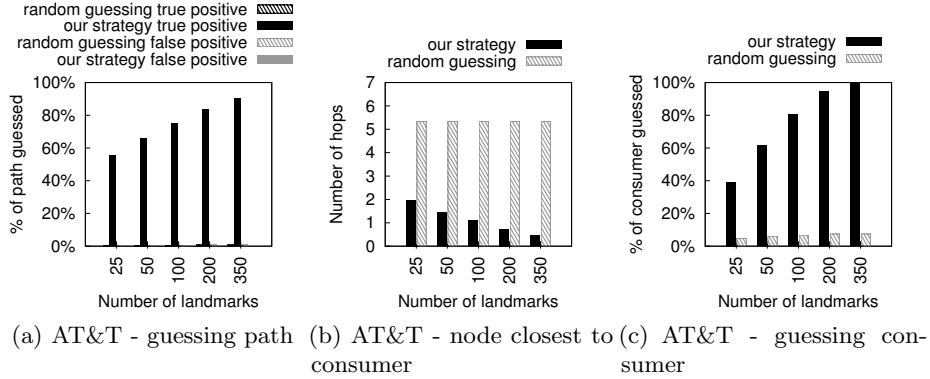 random guessing true positive
our strategy true positive
random guessing false positive
our strategy false positive
100%
80%
60%
40%
20%
0%
% of path guessed
25
50
100
200
350
Number of landmarks
(a) AT&T - guessing path
our strategy
random guessing
7
6
5
4
3
2
1
0
Number of hops
25
50
100
200
350
Number of landmarks
(b) AT&T - node closest to
consumer
our strategy
random guessing
100%
80%
60%
40%
20%
0%
% of consumer guessed
25
50
100
200
350
Number of landmarks
(c) AT&T - guessing con-
sumer